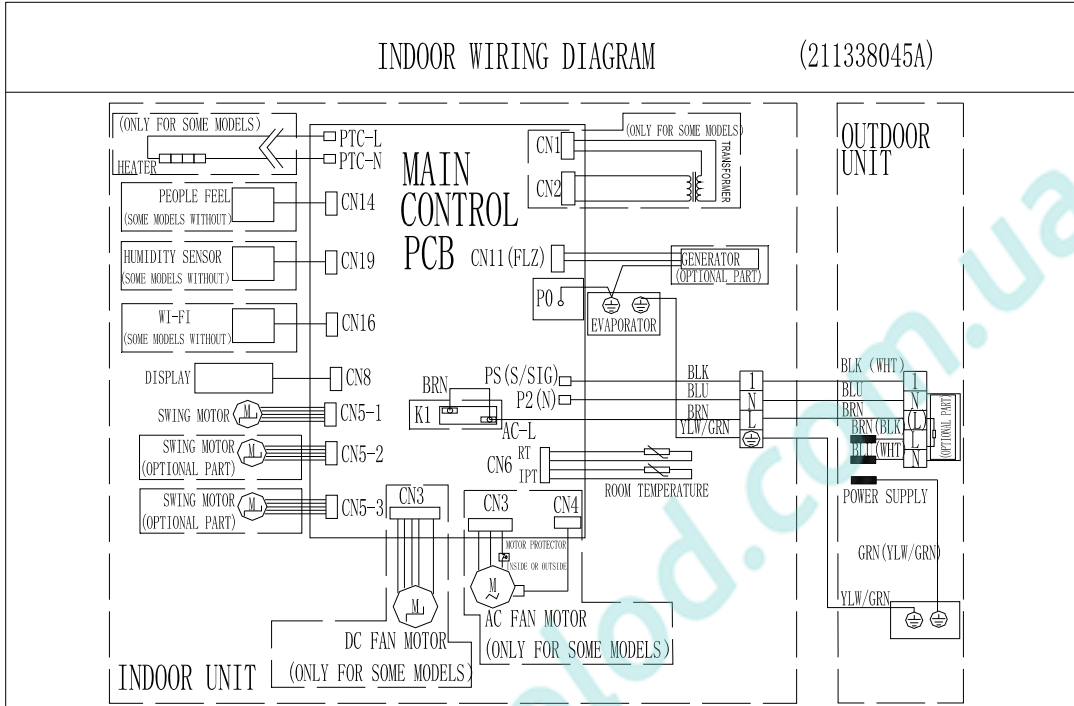 INDOOR WIRING DIAGRAM (211338045A)
(ONLY FOR SOME MODELS)
HEATER
PTC-L
PTC-N
PEOPLE FEEL
(SOME MODELS WITHOUT)
CN14
HUMIDITY SENSOR
(SOME MODELS WITHOUT)
CN19
WI-FI
(SOME MODELS WITHOUT)
CN16
DISPLAY
CN8
SWING MOTOR
M
CN5-1
SWING MOTOR
(OPTIONAL PART)
M
CN5-2
SWING MOTOR
(OPTIONAL PART)
M
CN5-3
MAIN
CONTROL
PCB
CN1
(ONLY FOR SOME MODELS)
TRANSFORMER
CN2
CN11(FLZ)
GENERATOR
(OPTIONAL PART)
P0
EVAPORATOR
PS(S/SIG)
P2(N)
BRN
K1
AC-L
BLK
BLU
BRN
YLW/GRN
1
N
L
CN6
RT
IPT
ROOM TEMPERATURE
CN3
M
DC FAN MOTOR
(ONLY FOR SOME MODELS)
CN3
CN4
MOTOR PROTECTOR
INSIDE OR OUTSIDE
M
AC FAN MOTOR
(ONLY FOR SOME MODELS)
INDOOR UNIT
OUTDOOR
UNIT
BLK (WHT)
BLU
BRN
BRN(BLK
BLU(WHT
1
N
(L)
L
N
(OPTIONAL PART)
POWER SUPPLY
GRN(YLW/GRN)
YLW/GRN
alod.com.ua